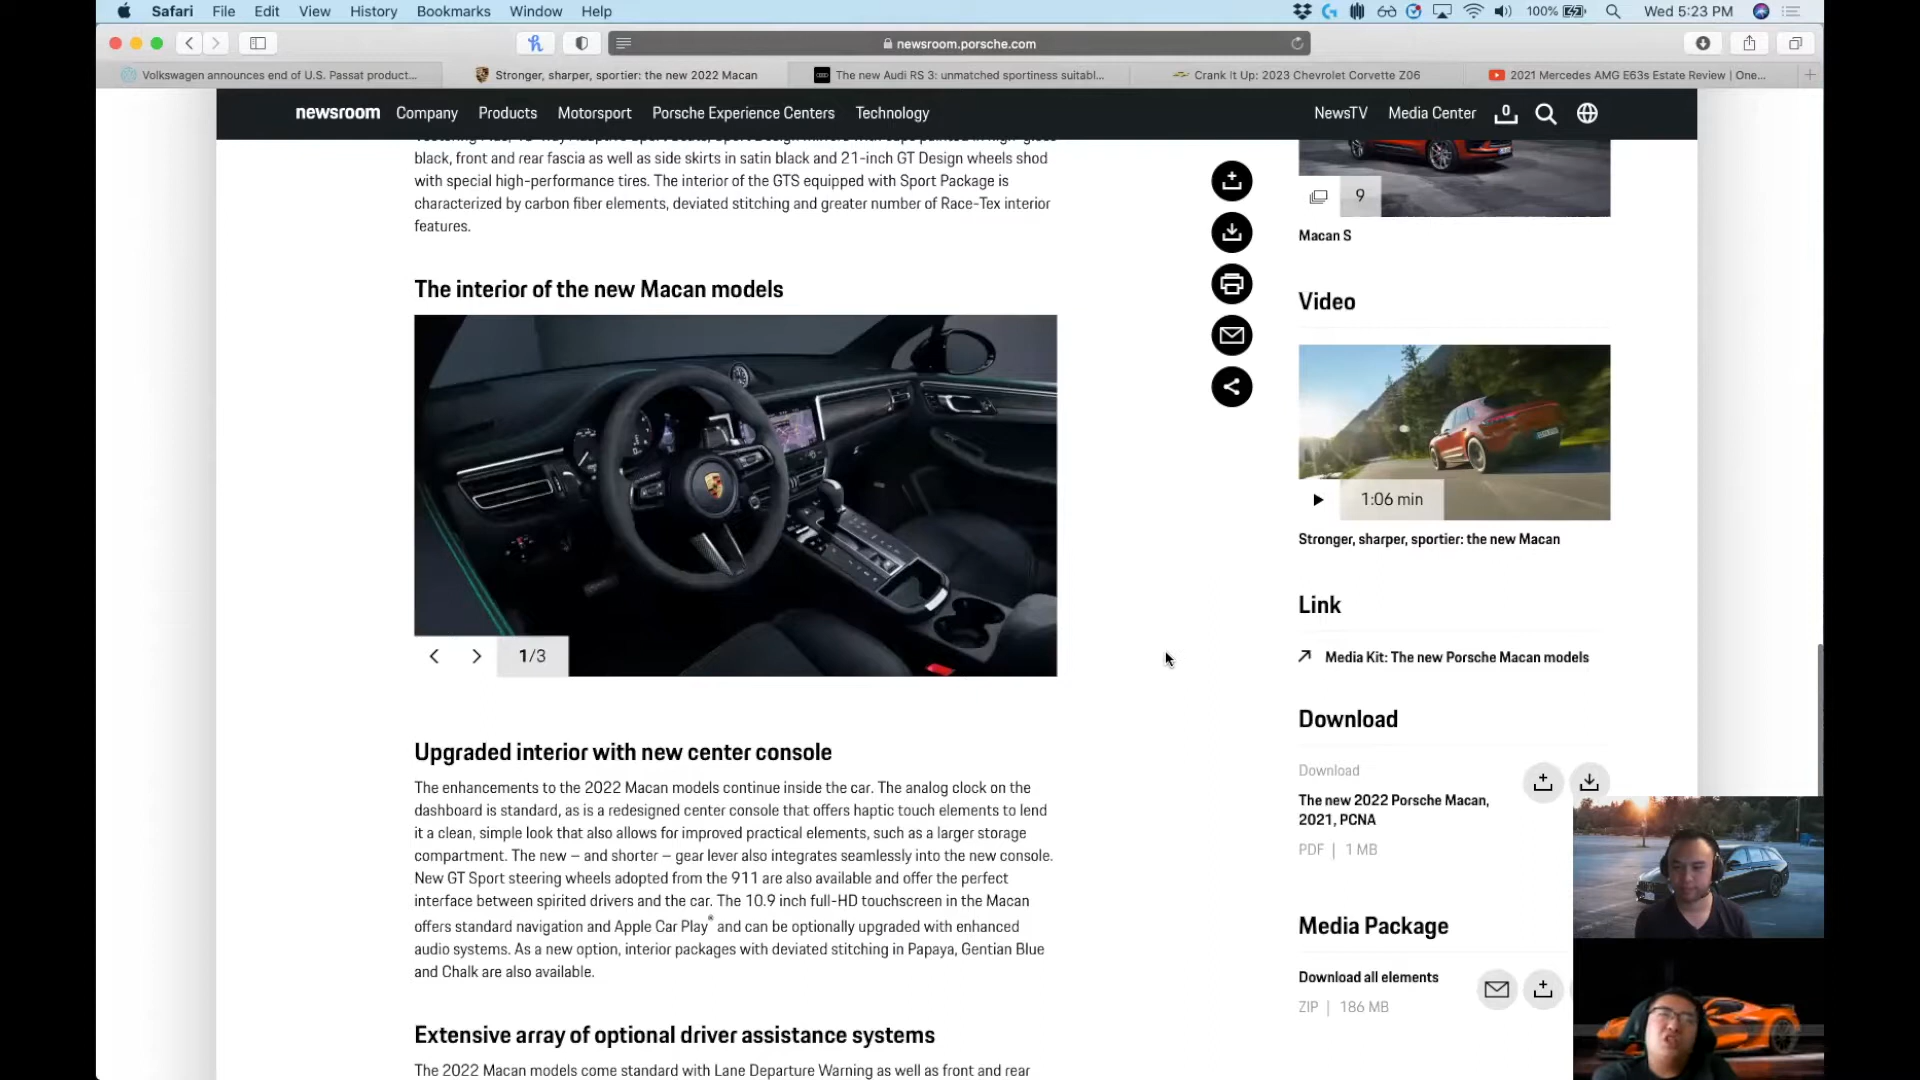 Safari File Edit View History Bookmarks Window Help 100% Wed 5:23 PM
newsroom.porsche.com
Volkswagen announces end of U.S. Passat product... Stronger, sharper, sportier: the new 2022 Macan The new Audi RS 3: unmatched sportiness suitabl... Crank It Up: 2023 Chevrolet Corvette Z06 2021 Mercedes AMG E63s Estate Review | One...
newsroom Company Products Motorsport Porsche Experience Centers Technology NewsTV Media Center 0
black, front and rear fascia as well as side skirts in satin black and 21-inch GT Design wheels shod
with special high-performance tires. The interior of the GTS equipped with Sport Package is
characterized by carbon fiber elements, deviated stitching and greater number of Race-Tex interior
features.
The interior of the new Macan models
1/3
Upgraded interior with new center console
The enhancements to the 2022 Macan models continue inside the car. The analog clock on the
dashboard is standard, as is a redesigned center console that offers haptic touch elements to lend
it a clean, simple look that also allows for improved practical elements, such as a larger storage
compartment. The new – and shorter – gear lever also integrates seamlessly into the new console.
New GT Sport steering wheels adopted from the 911 are also available and offer the perfect
interface between spirited drivers and the car. The 10.9 inch full-HD touchscreen in the Macan
offers standard navigation and Apple Car Play® and can be optionally upgraded with enhanced
audio systems. As a new option, interior packages with deviated stitching in Papaya, Gentian Blue
and Chalk are also available.
Extensive array of optional driver assistance systems
The 2022 Macan models come standard with Lane Departure Warning as well as front and rear
9
Macan S
Video
1:06 min
Stronger, sharper, sportier: the new Macan
Link
Media Kit: The new Porsche Macan models
Download
Download
The new 2022 Porsche Macan,
2021, PCNA
PDF | 1 MB
Media Package
Download all elements
ZIP | 186 MB